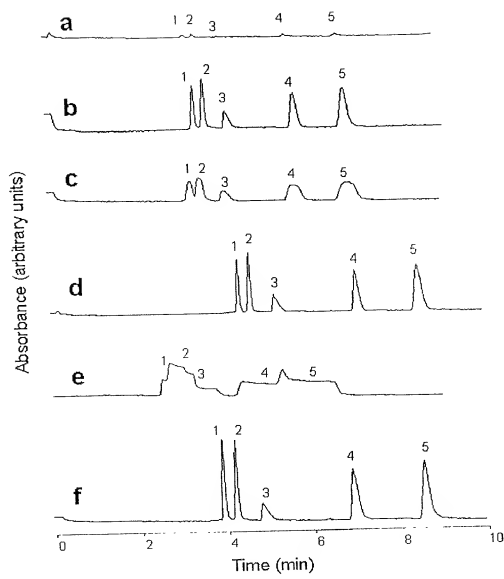 a 1 2 3 4 5
b 1 2 3 4 5
c 1 2 3 4 5
d 1 2 3 4 5
e 1 2 3 4 5
f 1 2 3 4 5
Absorbance (arbitrary units)
0 2 4 6 8 10
Time (min)